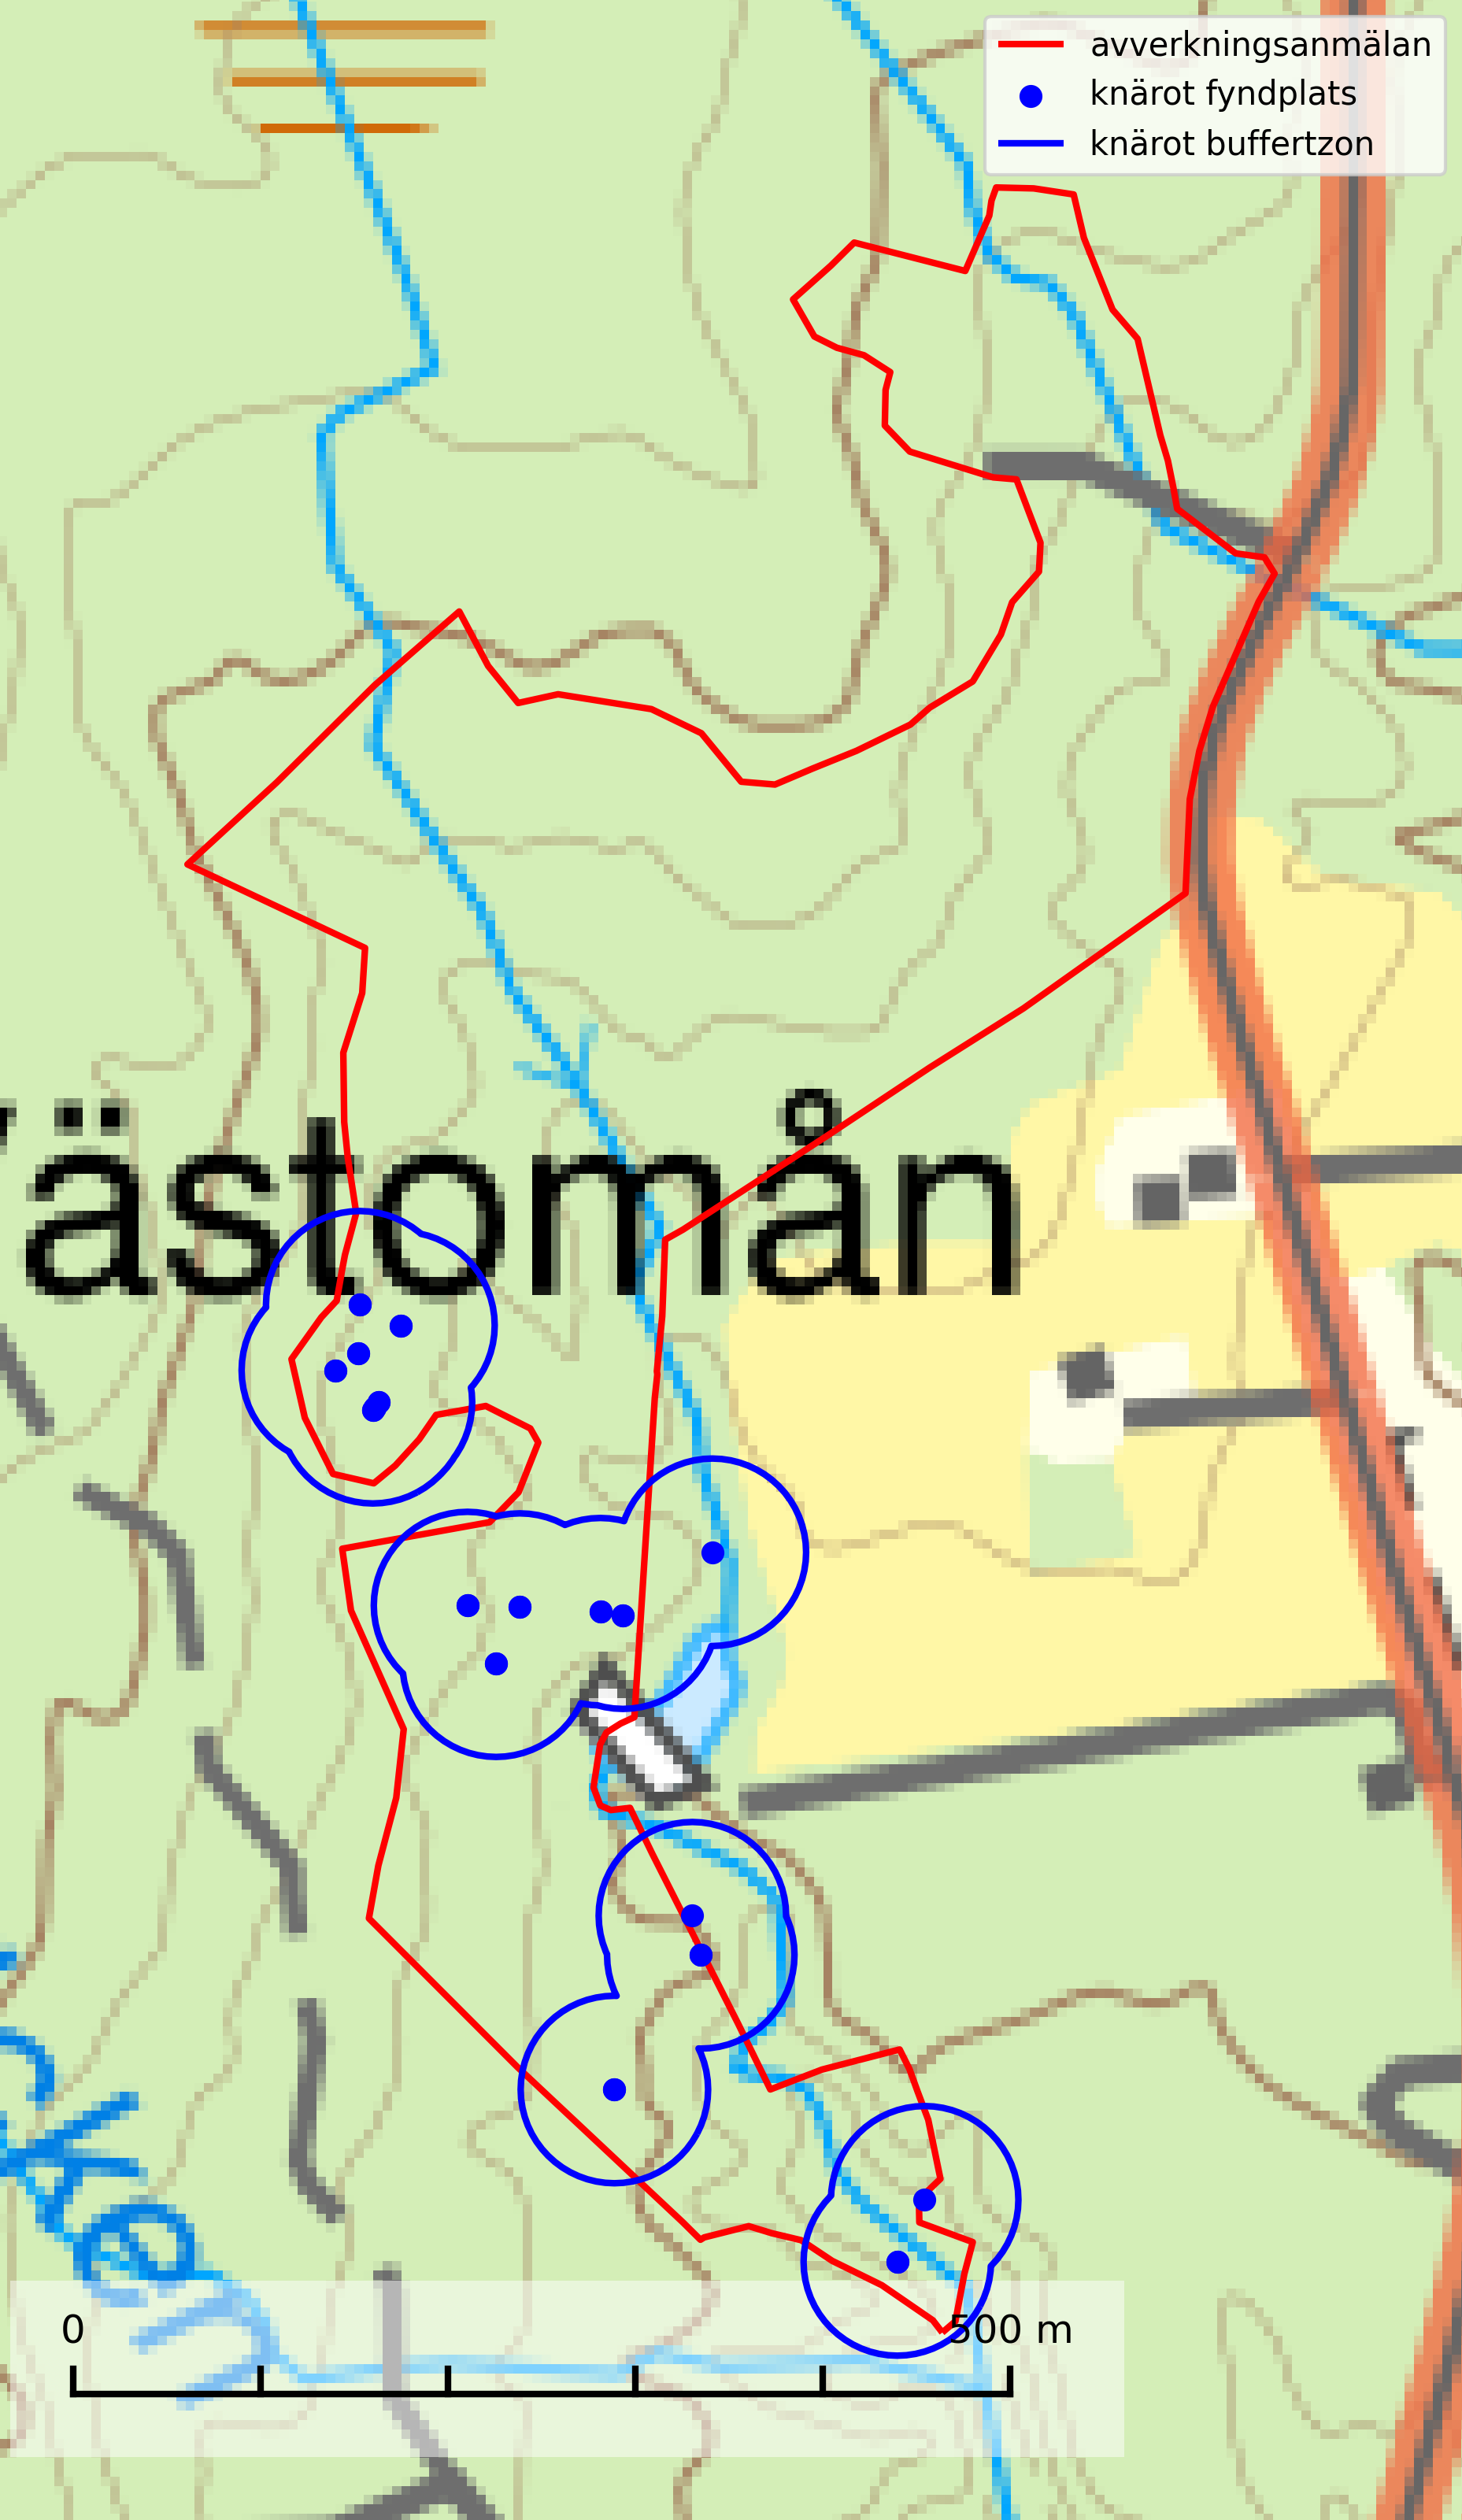 avverkningsanmälan
knärot fyndplats
knärot buffertzon
ästomån
0
500 m